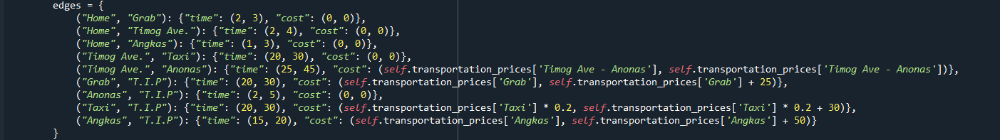 edges = {
("Home", "Grab"): {"time": (2, 3), "cost": (0, 0)},
("Home", "Timog Ave."): {"time": (2, 4), "cost": (0, 0)},
("Home", "Angkas"): {"time": (1, 3), "cost": (0, 0)},
("Timog Ave.", "Taxi"): {"time": (20, 30), "cost": (0, 0)},
("Timog Ave.", "Anonas"): {"time": (25, 45), "cost": (self.transportation_prices['Timog Ave - Anonas'], self.transportation_prices['Timog Ave - Anonas'])},
("Grab", "T.I.P"): {"time": (20, 30), "cost": (self.transportation_prices['Grab'], self.transportation_prices['Grab'] + 25)},
("Anonas", "T.I.P"): {"time": (2, 5), "cost": (0, 0)},
("Taxi", "T.I.P"): {"time": (20, 30), "cost": (self.transportation_prices['Taxi'] * 0.2, self.transportation_prices['Taxi'] * 0.2 + 30)},
("Angkas", "T.I.P"): {"time": (15, 20), "cost": (self.transportation_prices['Angkas'], self.transportation_prices['Angkas'] + 50)}
}